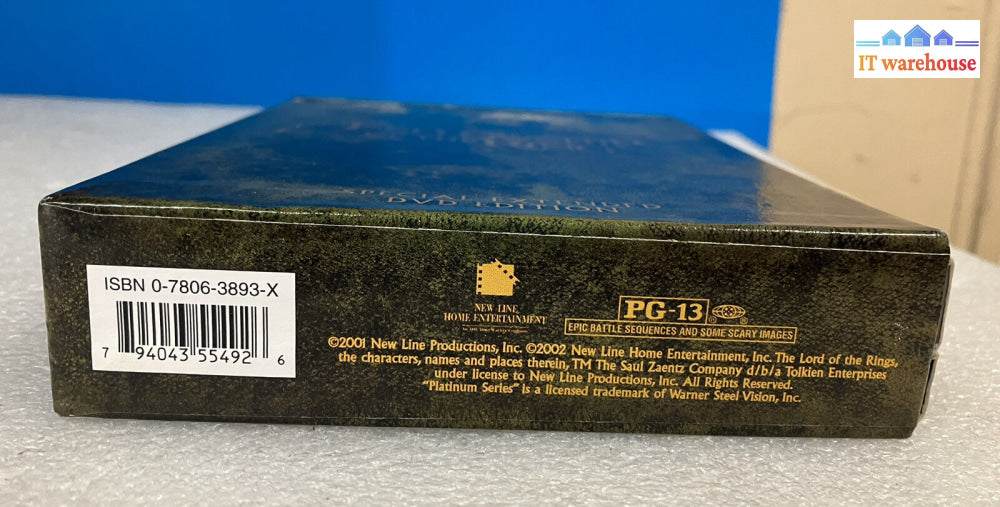 IT warehouse
SPECIAL EXTENDED
DVD EDITION
ISBN 0-7806-3893-X
7 94043 55492 6
NEW LINE
HOME ENTERTAINMENT
PG-13
EPIC BATTLE SEQUENCES AND SOME SCARY IMAGES
©2001 New Line Productions, Inc. ©2002 New Line Home Entertainment, Inc. The Lord of the Rings,
the characters, names and places therein, TM The Saul Zaentz Company d/b/a Tolkien Enterprises
under license to New Line Productions, Inc. All Rights Reserved.
"Platinum Series" is a licensed trademark of Warner Steel Vision, Inc.